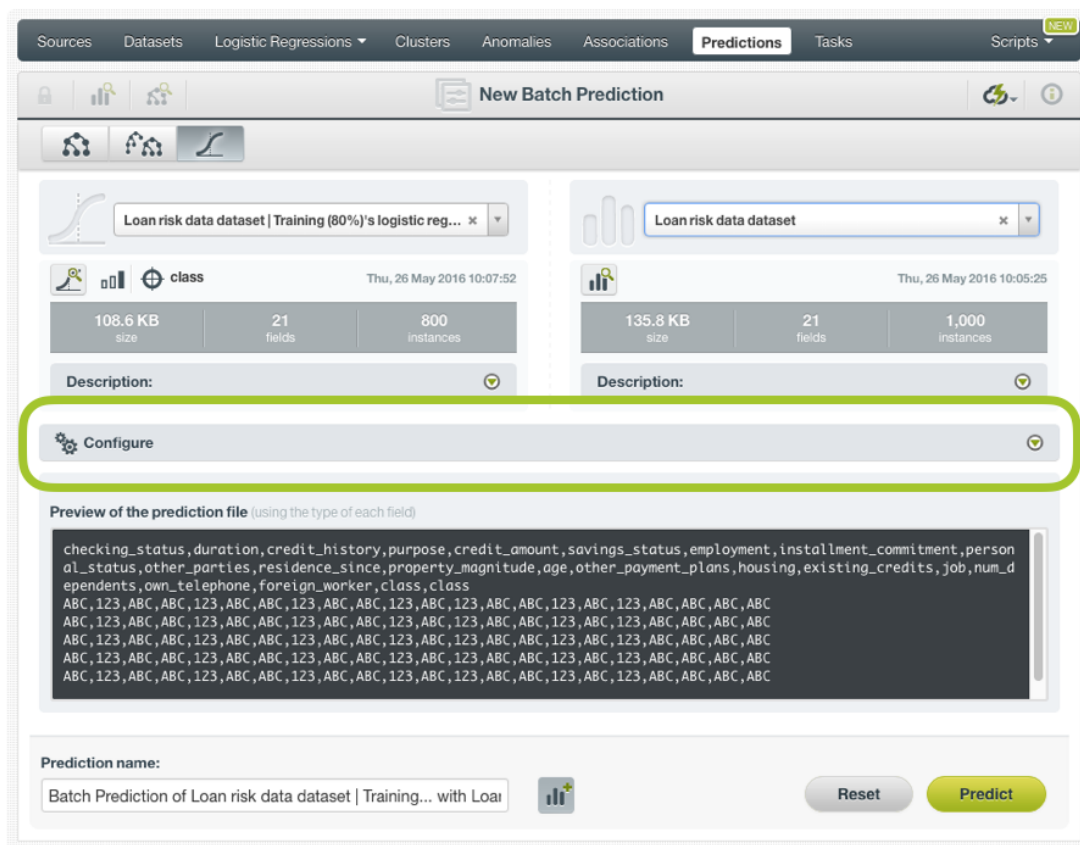 NEW
Sources Datasets Logistic Regressions Clusters Anomalies Associations Predictions Tasks Scripts
New Batch Prediction
Loan risk data dataset | Training (80%)'s logistic reg... ×
Loan risk data dataset ×
class Thu, 26 May 2016 10:07:52
Thu, 26 May 2016 10:05:25
108.6 KB 21 800
size fields instances
135.8 KB 21 1,000
size fields instances
Description:
Description:
Configure
Preview of the prediction file (using the type of each field)
checking_status,duration,credit_history,purpose,credit_amount,savings_status,employment,installment_commitment,person
al_status,other_parties,residence_since,property_magnitude,age,other_payment_plans,housing,existing_credits,job,num_d
ependents,own_telephone,foreign_worker,class,class
ABC,123,ABC,ABC,123,ABC,ABC,123,ABC,ABC,123,ABC,123,ABC,ABC,123,ABC,123,ABC,ABC,ABC,ABC
ABC,123,ABC,ABC,123,ABC,ABC,123,ABC,ABC,123,ABC,123,ABC,ABC,123,ABC,123,ABC,ABC,ABC,ABC
ABC,123,ABC,ABC,123,ABC,ABC,123,ABC,ABC,123,ABC,123,ABC,ABC,123,ABC,123,ABC,ABC,ABC,ABC
ABC,123,ABC,ABC,123,ABC,ABC,123,ABC,ABC,123,ABC,123,ABC,ABC,123,ABC,123,ABC,ABC,ABC,ABC
ABC,123,ABC,ABC,123,ABC,ABC,123,ABC,ABC,123,ABC,123,ABC,ABC,123,ABC,123,ABC,ABC,ABC,ABC
Prediction name:
Batch Prediction of Loan risk data dataset | Training... with Loan
Reset
Predict